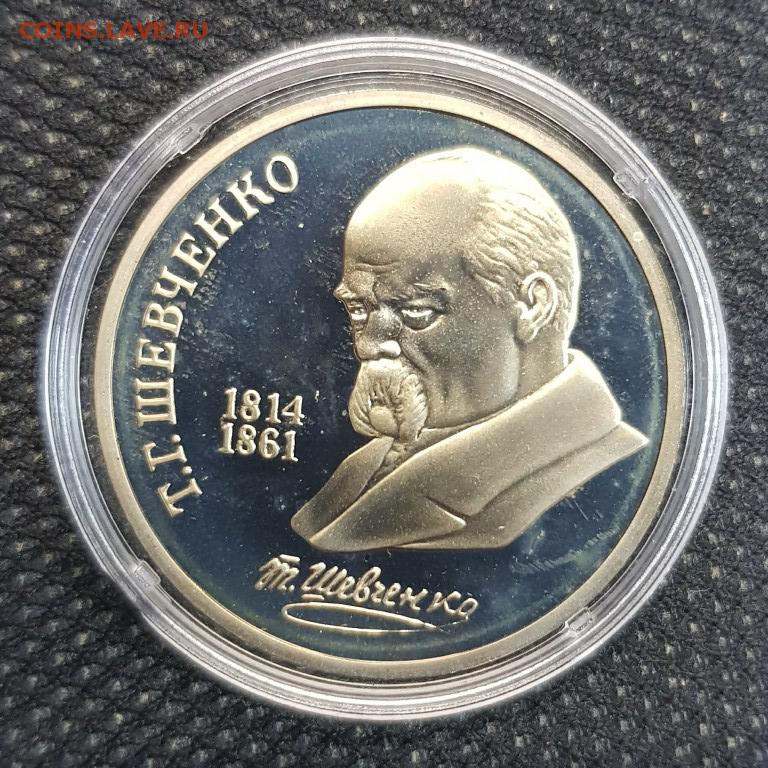 COINS.LAVE.RU
Т.Г. ШЕВЧЕНКО
1814
1861
Т. Шевченко